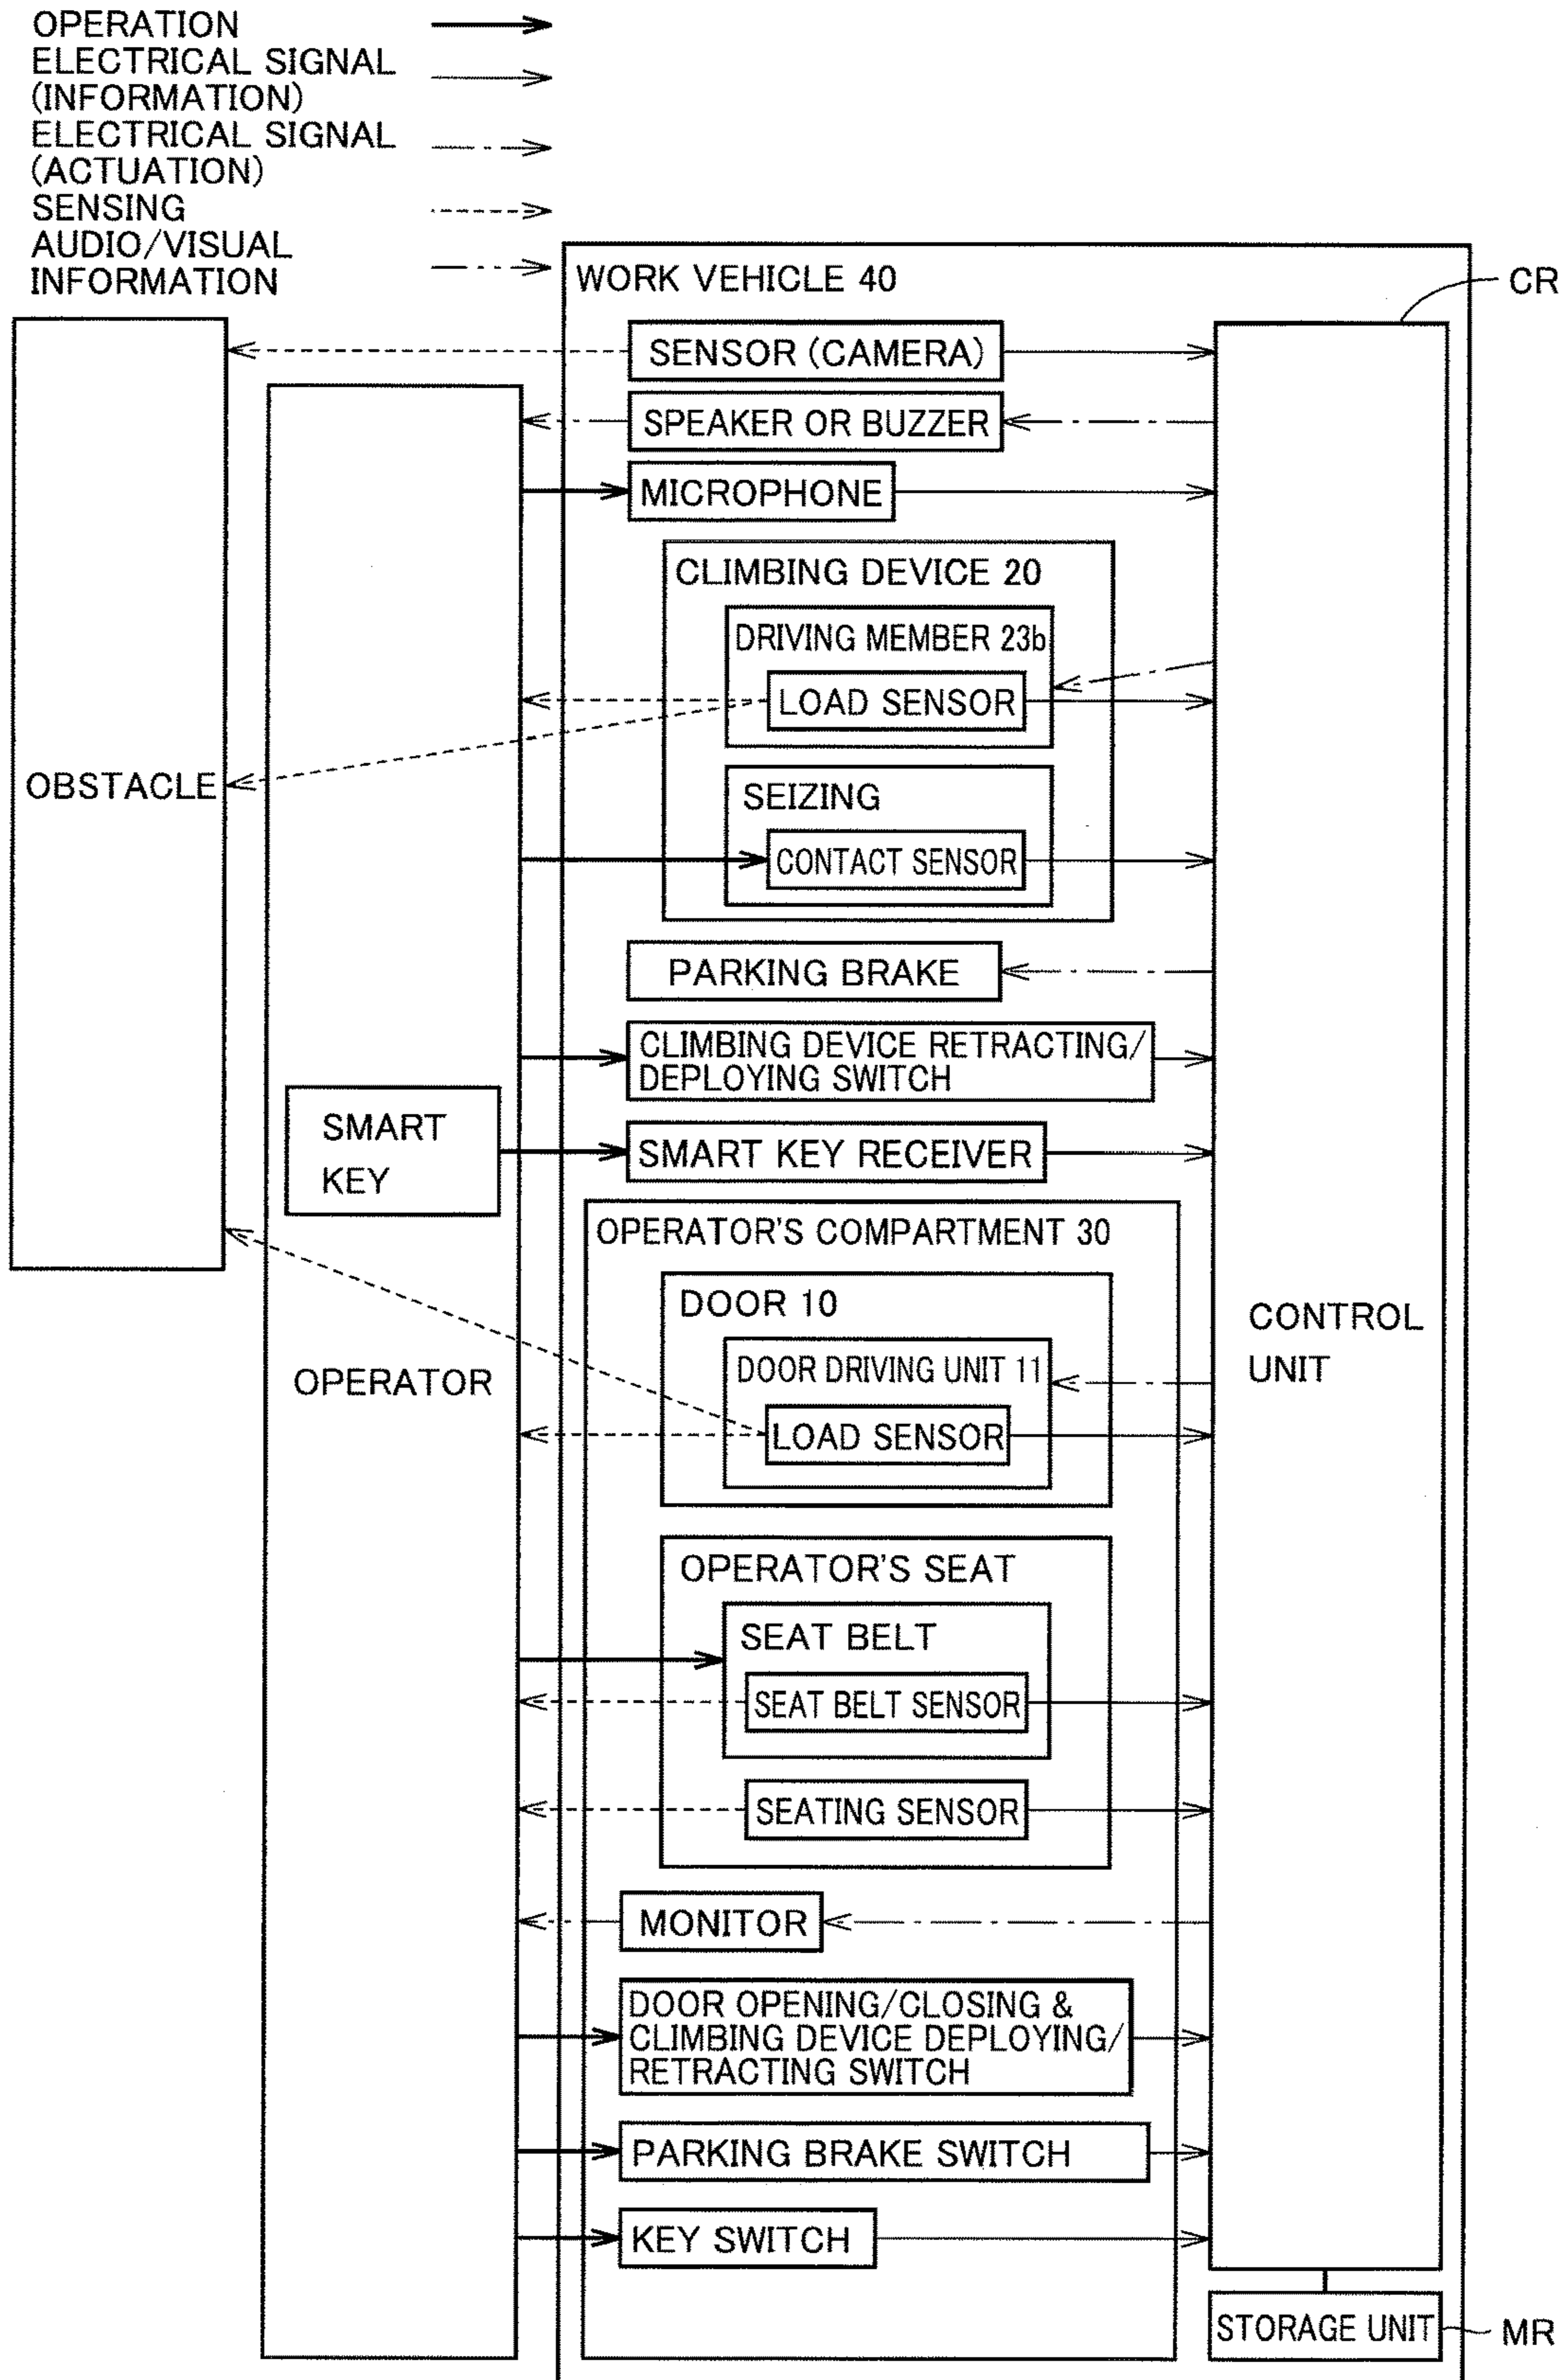 OPERATION
ELECTRICAL SIGNAL
(INFORMATION)
ELECTRICAL SIGNAL
(ACTUATION)
SENSING
AUDIO/VISUAL
INFORMATION
WORK VEHICLE 40
CR
SENSOR (CAMERA)
SPEAKER OR BUZZER
MICROPHONE
CLIMBING DEVICE 20
DRIVING MEMBER 23b
LOAD SENSOR
OBSTACLE
SEIZING
CONTACT SENSOR
PARKING BRAKE
CLIMBING DEVICE RETRACTING/
DEPLOYING SWITCH
SMART
KEY
SMART KEY RECEIVER
OPERATOR'S COMPARTMENT 30
DOOR 10
CONTROL
UNIT
DOOR DRIVING UNIT 11
OPERATOR
LOAD SENSOR
OPERATOR'S SEAT
SEAT BELT
SEAT BELT SENSOR
SEATING SENSOR
MONITOR
DOOR OPENING/CLOSING &
CLIMBING DEVICE DEPLOYING/
RETRACTING SWITCH
PARKING BRAKE SWITCH
KEY SWITCH
STORAGE UNIT
MR